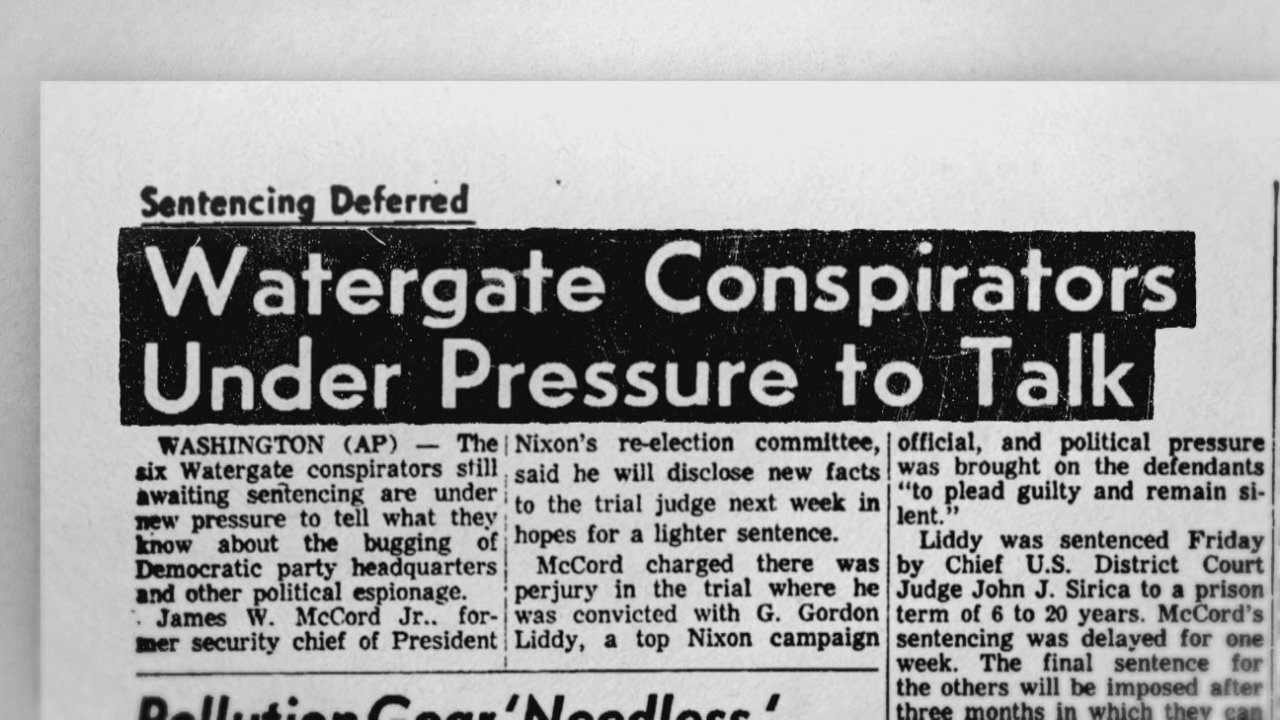 Sentencing Deferred
Watergate Conspirators
Under Pressure to Talk
WASHINGTON (AP) — The
six Watergate conspirators still
awaiting sentencing are under
new pressure to tell what they
know about the bugging of
Democratic party headquarters
and other political espionage.
James W. McCord Jr.. for-
mer security chief of President
Nixon's re-election committee,
said he will disclose new facts
to the trial judge next week in
hopes for a lighter sentence.
McCord charged there was
perjury in the trial where he
was convicted with G. Gordon
Liddy, a top Nixon campaign
official, and political pressure
was brought on the defendants
"to plead guilty and remain si-
lent."
Liddy was sentenced Friday
by Chief U.S. District Court
Judge John J. Sirica to a prison
term of 6 to 20 years. McCord's
sentencing was delayed for one
week. The final sentence for
the others will be imposed after
three months in which they can
Pollution Gear 'Needless,'